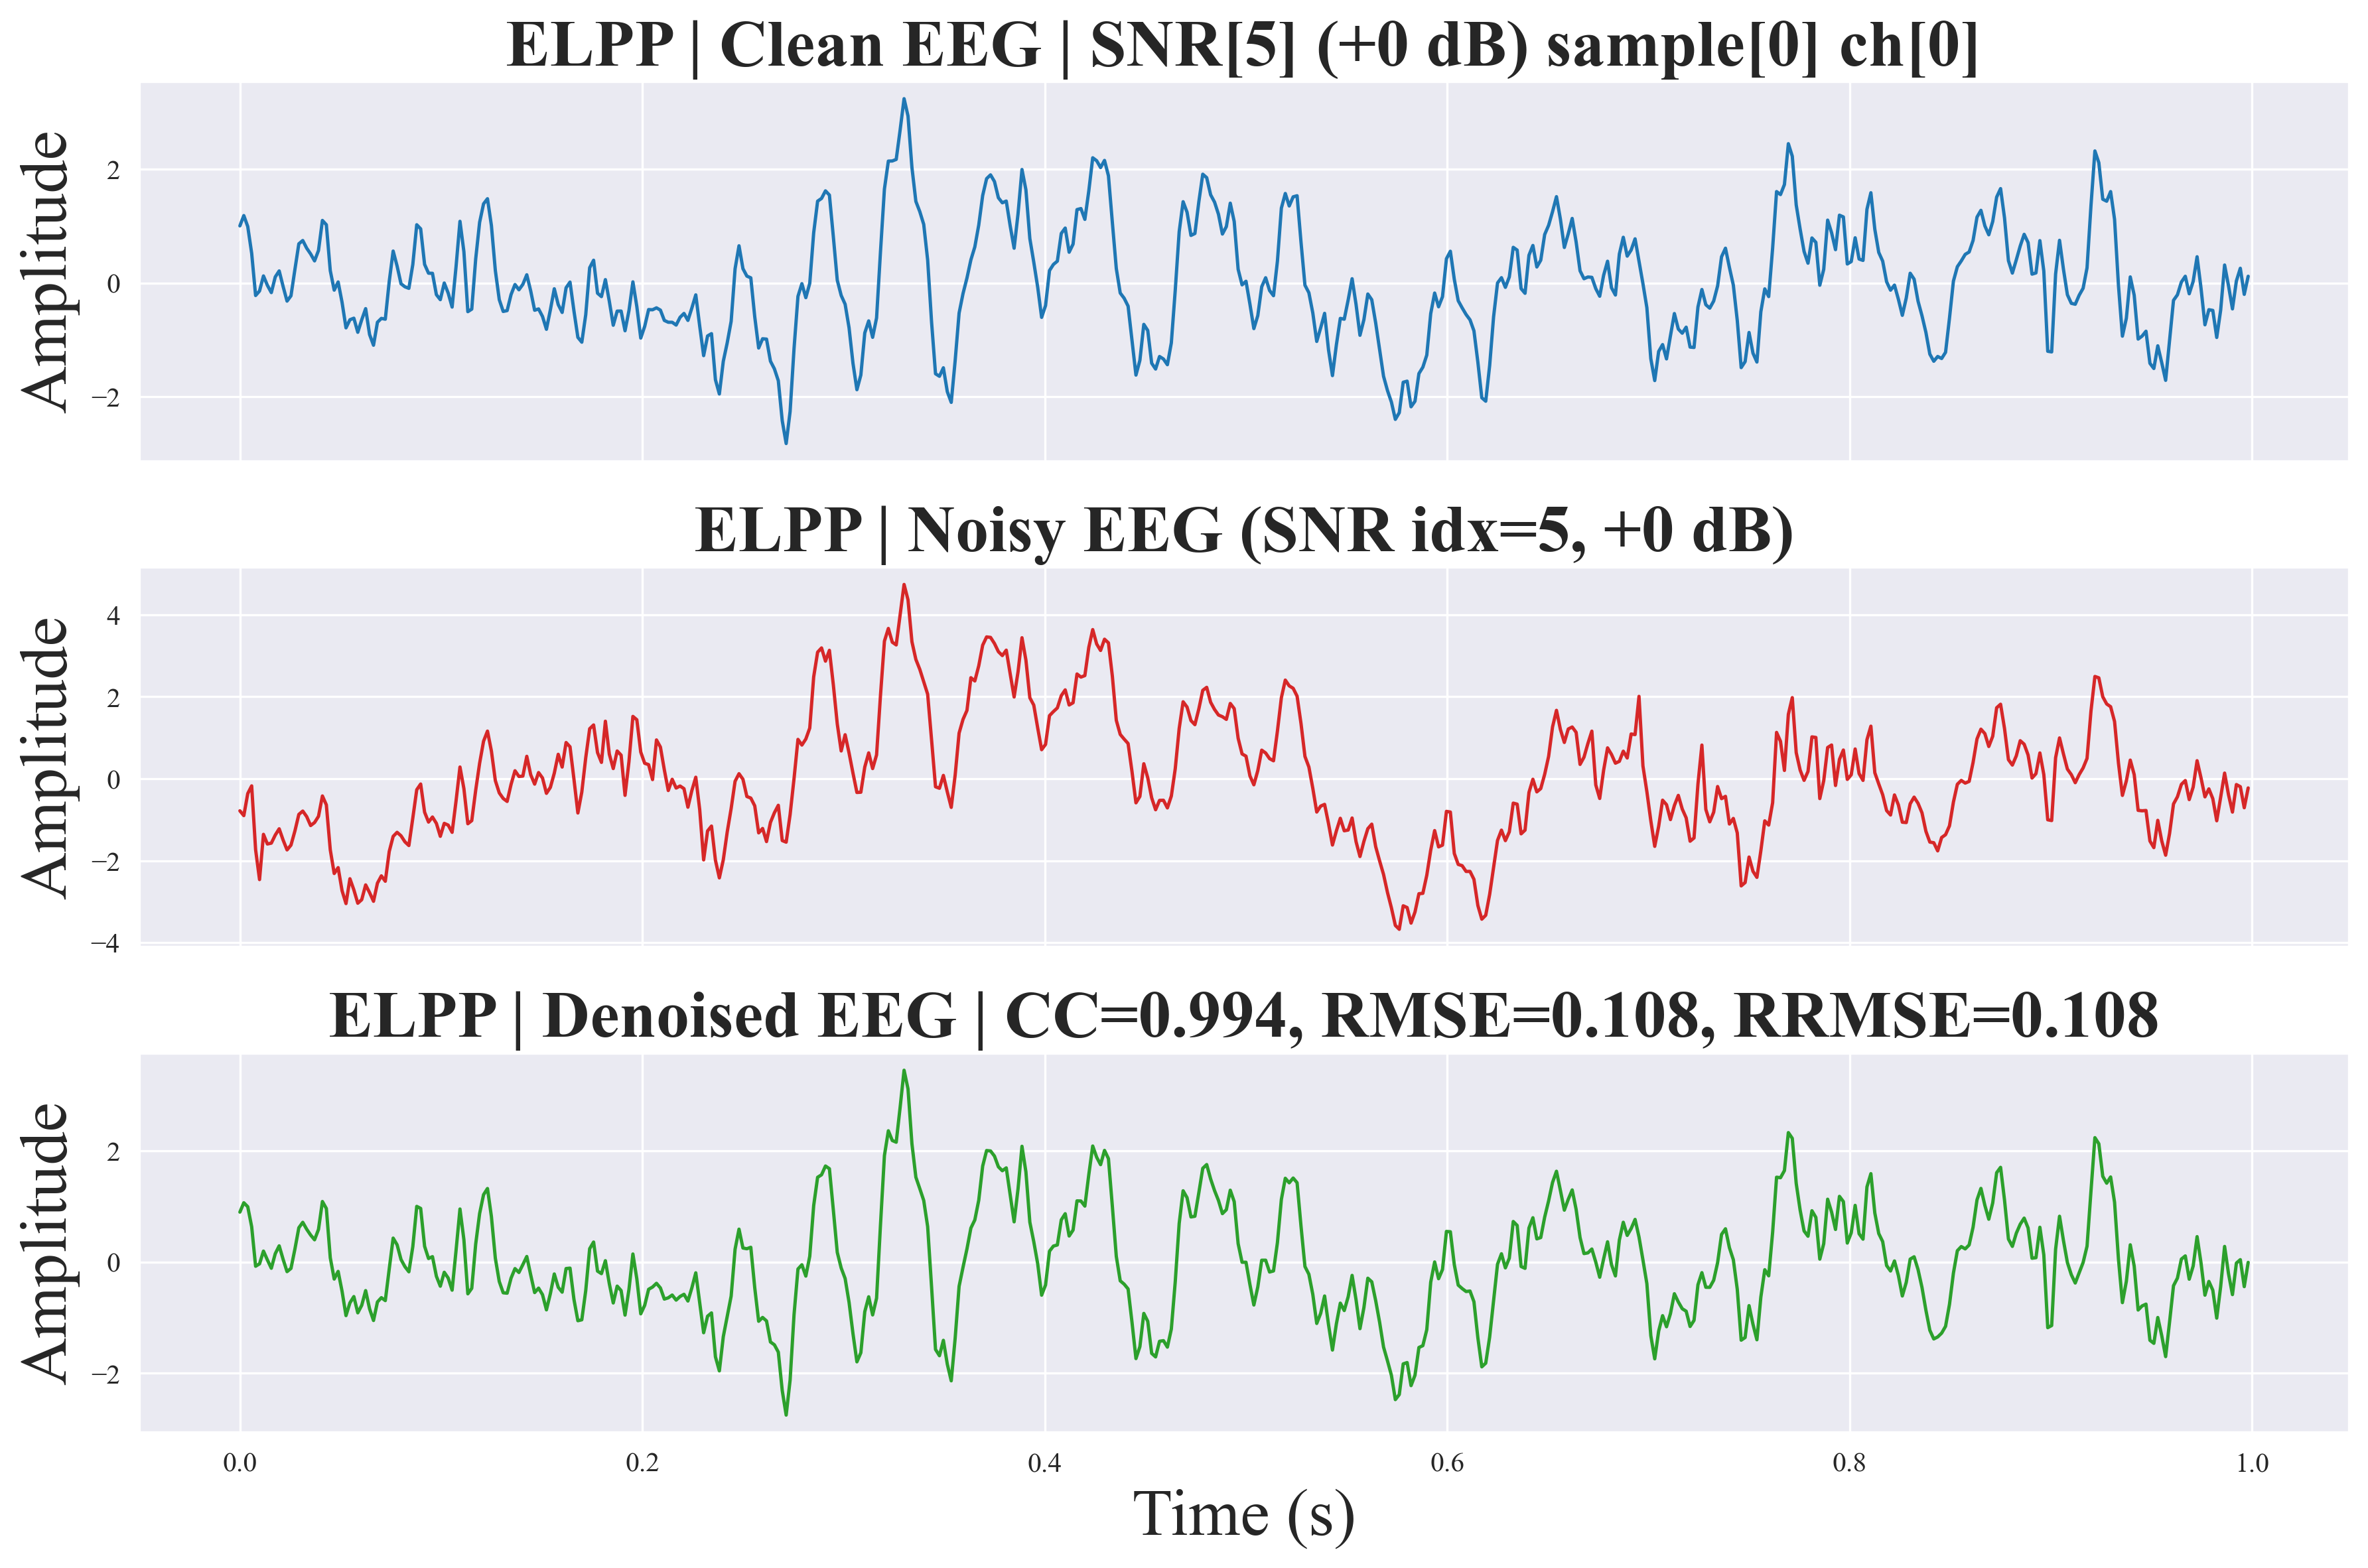 ELPP | Clean EEG | SNR[5] (+0 dB) sample[0] ch[0]
Amplitude
2
0
−2
ELPP | Noisy EEG (SNR idx=5, +0 dB)
Amplitude
4
2
0
−2
−4
ELPP | Denoised EEG | CC=0.994, RMSE=0.108, RRMSE=0.108
Amplitude
2
0
−2
0.0 0.2 0.4 0.6 0.8 1.0
Time (s)